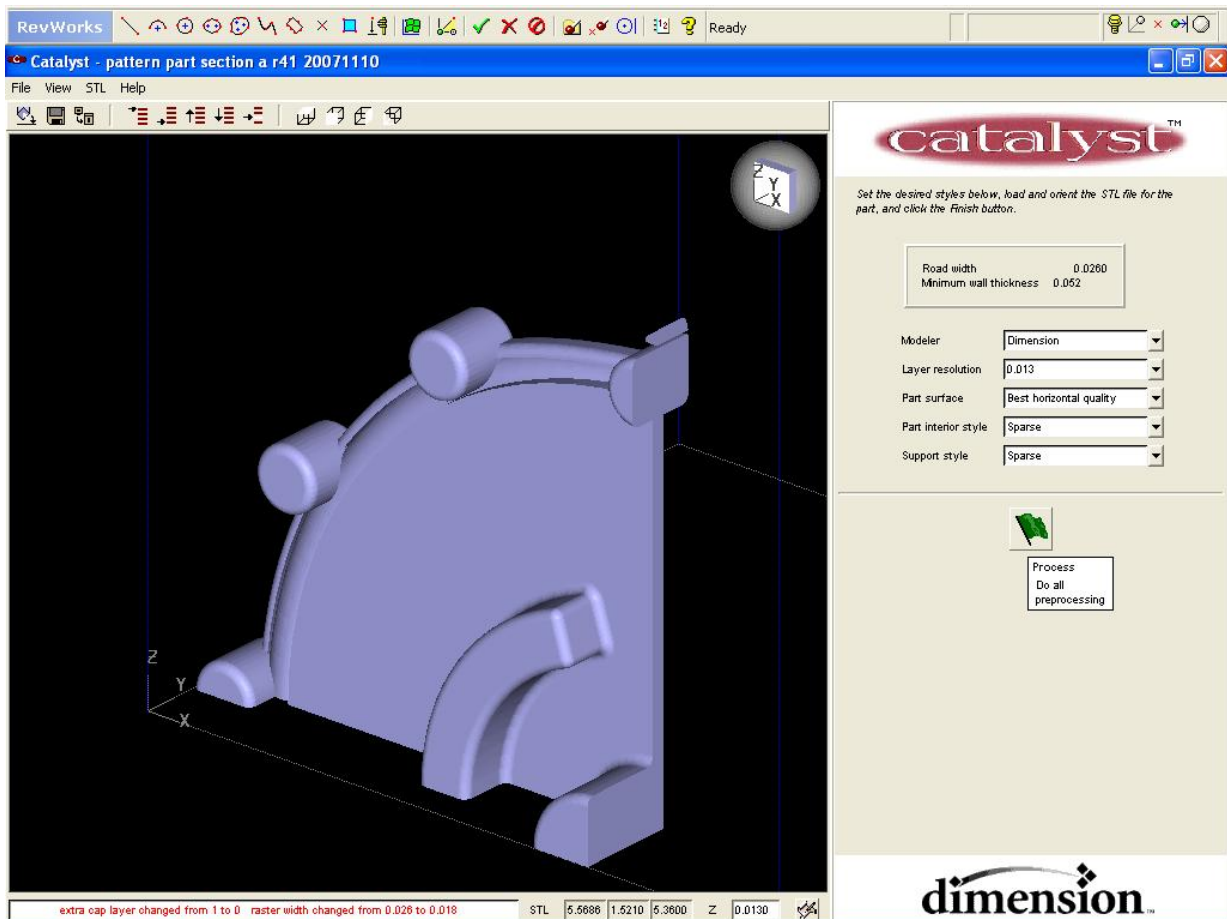 RevWorks
Ready
Catalyst - pattern part section a r41 20071110
File View STL Help
Z
Y
X
Z
Y
X
catalyst TM
Set the desired styles below, load and orient the STL file for the
part, and click the Finish button.
Road width 0.0260
Minimum wall thickness 0.052
Modeler Dimension
Layer resolution 0.013
Part surface Best horizontal quality
Part interior style Sparse
Support style Sparse
Process
Do all
preprocessing
extra cap layer changed from 1 to 0 raster width changed from 0.026 to 0.018
STL 5.5686 1.5210 5.3600 Z 0.0130
dimension